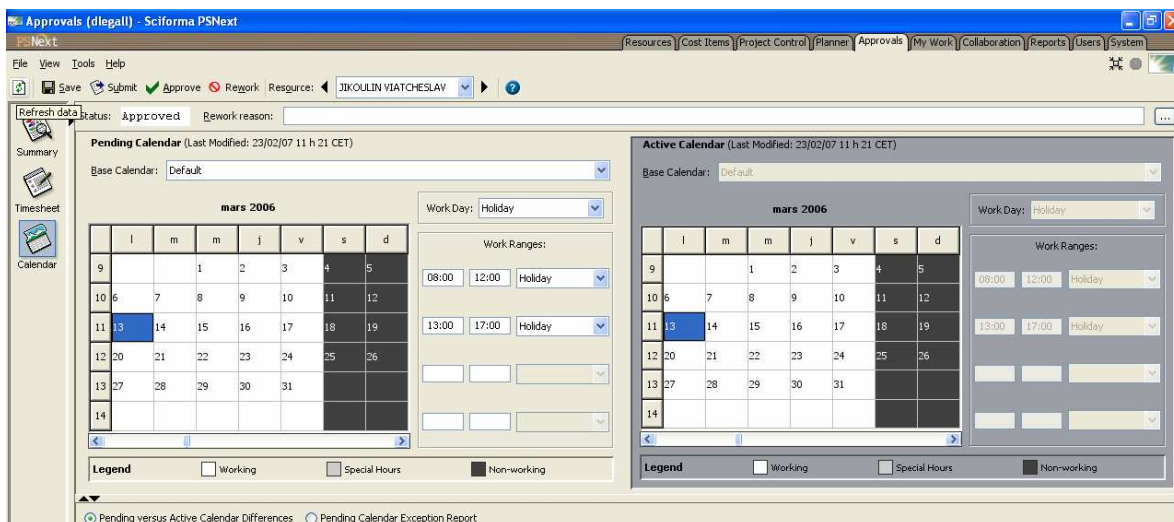 Approvals (dlegall) - Sciforma PSNext
PSNext
Resources Cost Items Project Control Planner Approvals My Work Collaboration Reports Users System
File View Tools Help
Save Submit Approve Rework Resource: JIKOULIN VIATCHESLAV
Refresh data
Status: Approved Rework reason: ...
Summary
Timesheet
Calendar
Pending Calendar (Last Modified: 23/02/07 11 h 21 CET)
Base Calendar: Default
mars 2006
l m m j v s d
9 1 2 3 4 5
10 6 7 8 9 10 11 12
11 13 14 15 16 17 18 19
12 20 21 22 23 24 25 26
13 27 28 29 30 31
14
Work Day: Holiday
Work Ranges:
08:00 12:00 Holiday
13:00 17:00 Holiday
Legend Working Special Hours Non-working
Active Calendar (Last Modified: 23/02/07 11 h 21 CET)
Base Calendar: Default
mars 2006
l m m j v s d
9 1 2 3 4 5
10 6 7 8 9 10 11 12
11 13 14 15 16 17 18 19
12 20 21 22 23 24 25 26
13 27 28 29 30 31
14
Work Day: Holiday
Work Ranges:
08:00 12:00 Holiday
13:00 17:00 Holiday
Legend Working Special Hours Non-working
Pending versus Active Calendar Differences Pending Calendar Exception Report